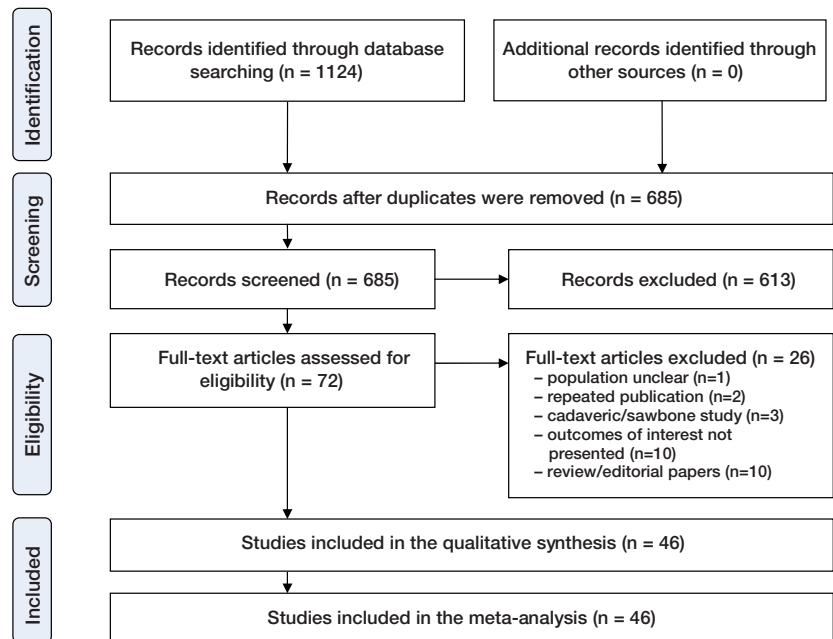 Identification
Records identified through database
searching (n = 1124)
Additional records identified through
other sources (n = 0)
Screening
Records after duplicates were removed (n = 685)
Records screened (n = 685)
Records excluded (n = 613)
Eligibility
Full-text articles assessed for
eligibility (n = 72)
Full-text articles excluded (n = 26)
– population unclear (n=1)
– repeated publication (n=2)
– cadaveric/sawbone study (n=3)
– outcomes of interest not
presented (n=10)
– review/editorial papers (n=10)
Included
Studies included in the qualitative synthesis (n = 46)
Studies included in the meta-analysis (n = 46)